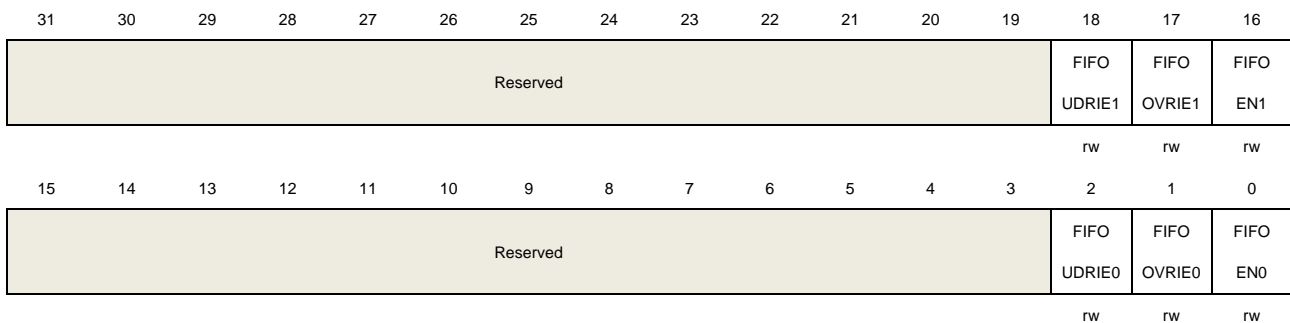 31 30 29 28 27 26 25 24 23 22 21 20 19 18 17 16
Reserved
FIFO FIFO FIFO
UDRIE1 OVRIE1 EN1
rw rw rw
15 14 13 12 11 10 9 8 7 6 5 4 3 2 1 0
Reserved
FIFO FIFO FIFO
UDRIE0 OVRIE0 EN0
rw rw rw